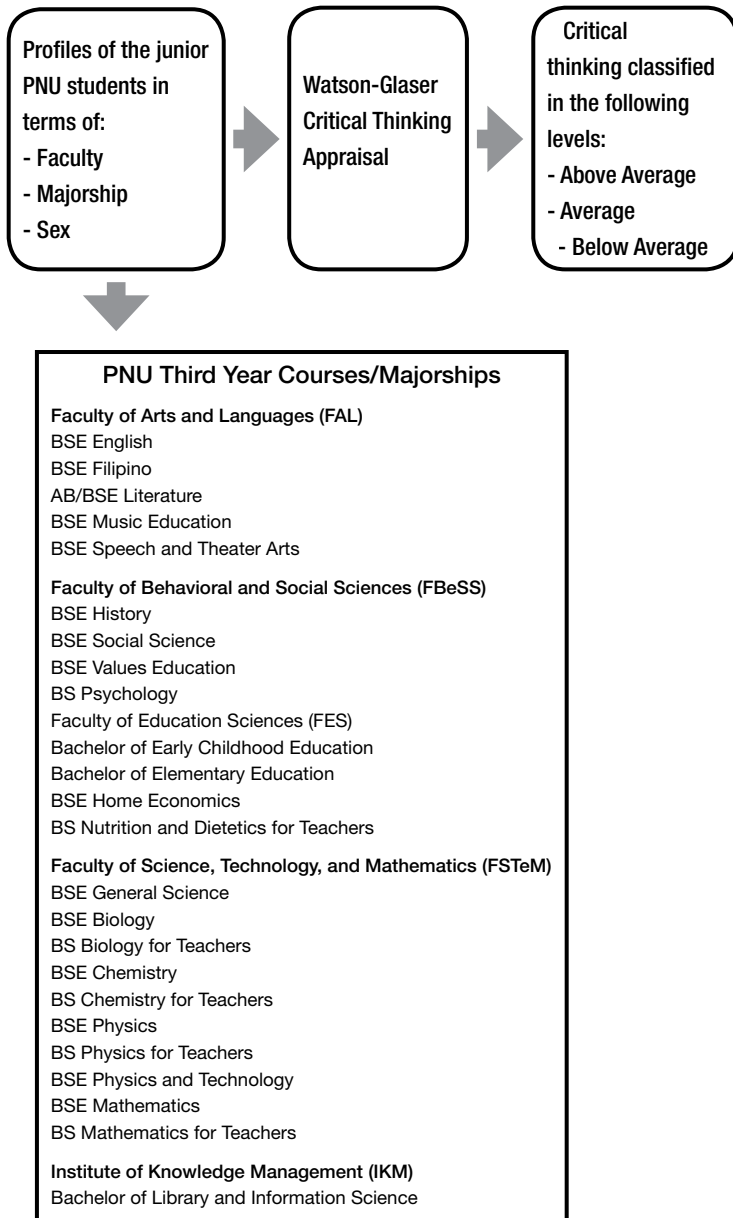 Profiles of the junior
PNU students in
terms of:
- Faculty
- Majorship
- Sex
Watson-Glaser
Critical Thinking
Appraisal
Critical
thinking classified
in the following
levels:
- Above Average
- Average
- Below Average
PNU Third Year Courses/Majorships
Faculty of Arts and Languages (FAL)
BSE English
BSE Filipino
AB/BSE Literature
BSE Music Education
BSE Speech and Theater Arts
Faculty of Behavioral and Social Sciences (FBeSS)
BSE History
BSE Social Science
BSE Values Education
BS Psychology
Faculty of Education Sciences (FES)
Bachelor of Early Childhood Education
Bachelor of Elementary Education
BSE Home Economics
BS Nutrition and Dietetics for Teachers
Faculty of Science, Technology, and Mathematics (FSTeM)
BSE General Science
BSE Biology
BS Biology for Teachers
BSE Chemistry
BS Chemistry for Teachers
BSE Physics
BS Physics for Teachers
BSE Physics and Technology
BSE Mathematics
BS Mathematics for Teachers
Institute of Knowledge Management (IKM)
Bachelor of Library and Information Science